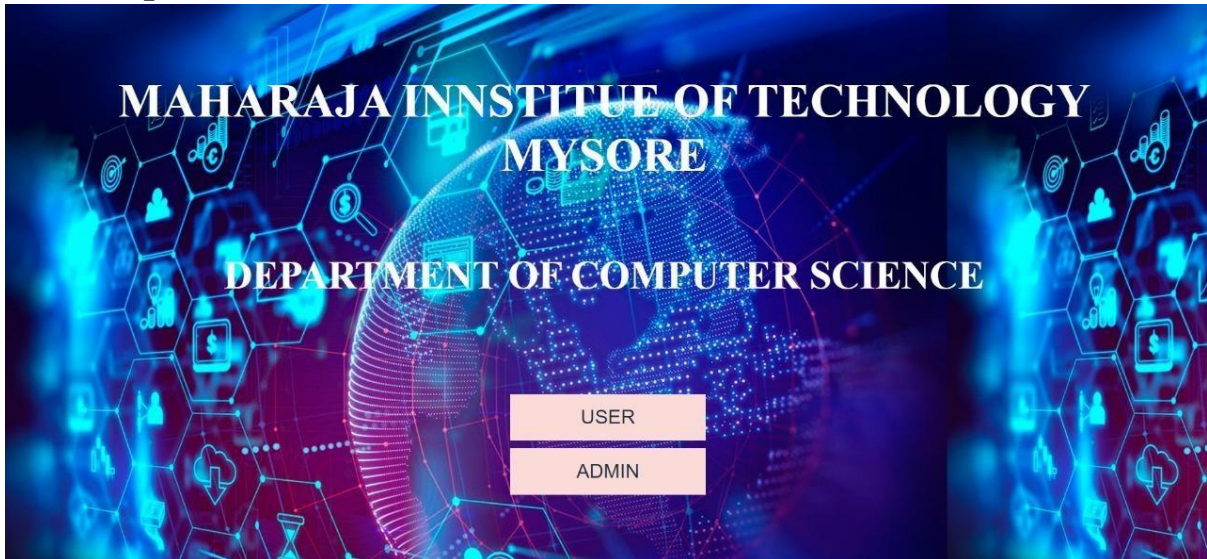 MAHARAJA INNSTITUE OF TECHNOLOGY
MYSORE
DEPARTMENT OF COMPUTER SCIENCE
USER
ADMIN